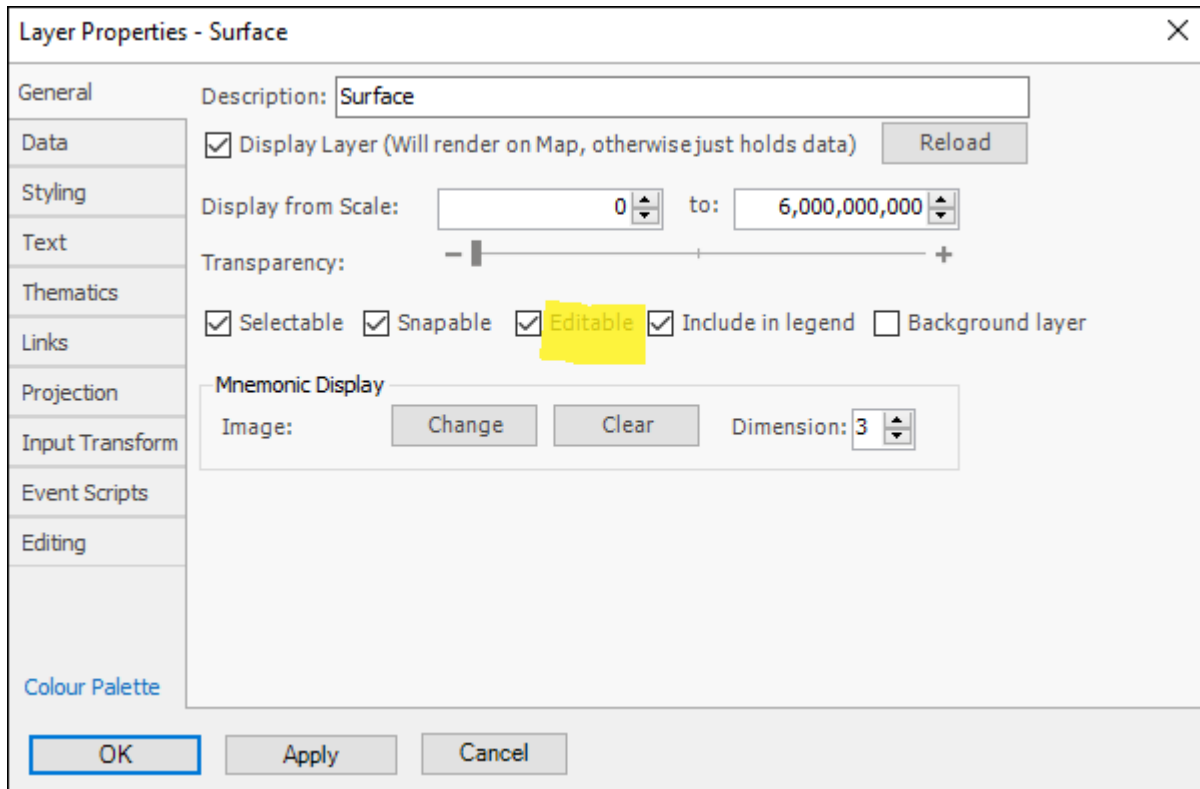 Layer Properties - Surface
General
Description: Surface
Data
Display Layer (Will render on Map, otherwise just holds data) Reload
Styling
Display from Scale: 0 to: 6,000,000,000
Text
Transparency: − +
Thematics
Selectable Snapable Editable Include in legend Background layer
Links
Projection
Mnemonic Display
Image: Change Clear Dimension: 3
Input Transform
Event Scripts
Editing
Colour Palette
OK Apply Cancel